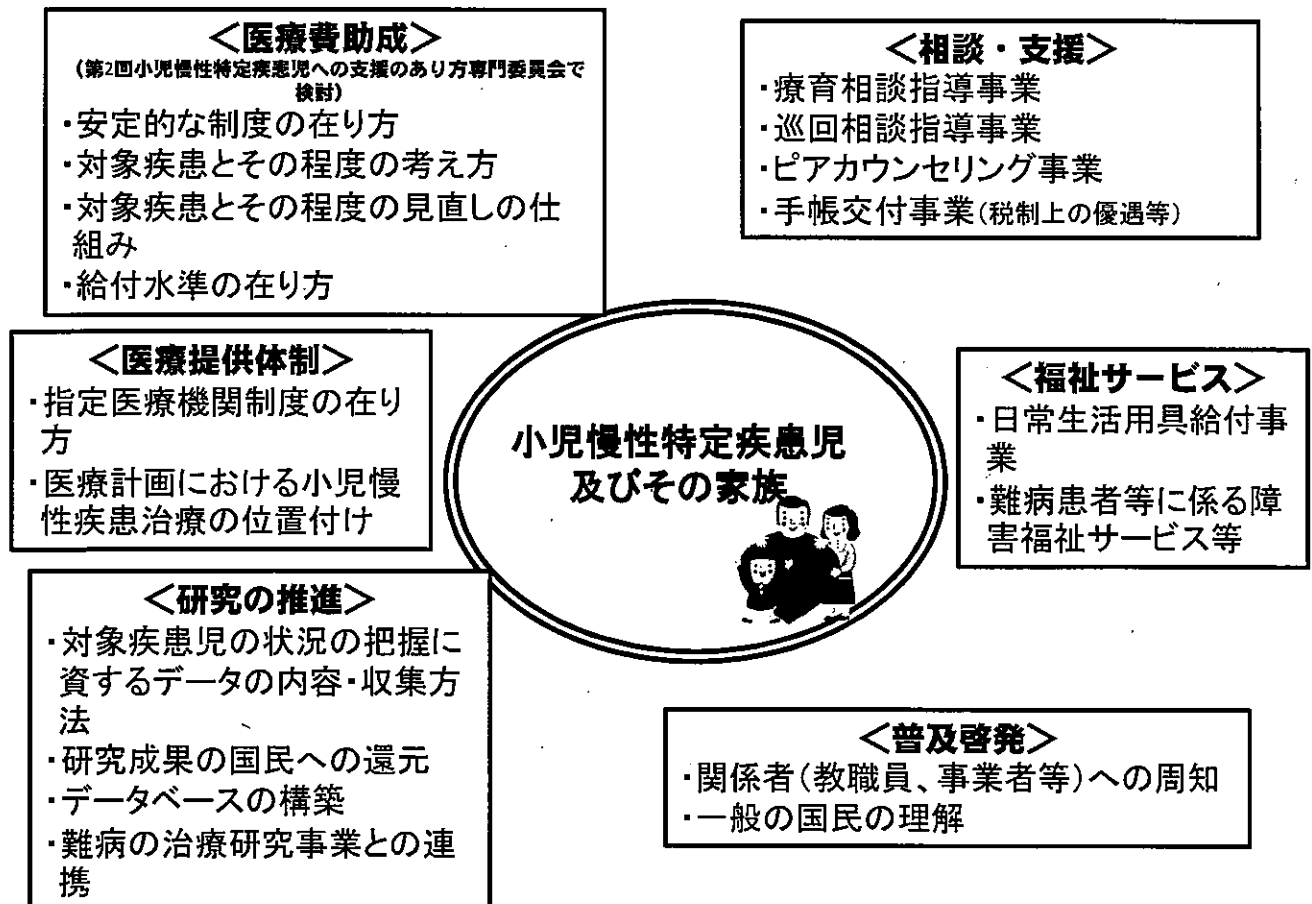 ＜医療費助成＞
(第2回小児慢性特定疾患児への支援のあり方専門委員会で
検討)
・安定的な制度の在り方
・対象疾患とその程度の考え方
・対象疾患とその程度の見直しの仕
組み
・給付水準の在り方
＜相談・支援＞
・療育相談指導事業
・巡回相談指導事業
・ピアカウンセリング事業
・手帳交付事業(税制上の優遇等)
＜医療提供体制＞
・指定医療機関制度の在り
方
・医療計画における小児慢
性疾患治療の位置付け
小児慢性特定疾患児
及びその家族
＜福祉サービス＞
・日常生活用具給付事
業
・難病患者等に係る障
害福祉サービス等
＜研究の推進＞
・対象疾患児の状況の把握に
資するデータの内容・収集方
法
・研究成果の国民への還元
・データベースの構築
・難病の治療研究事業との連
携
＜普及啓発＞
・関係者(教職員、事業者等)への周知
・一般の国民の理解